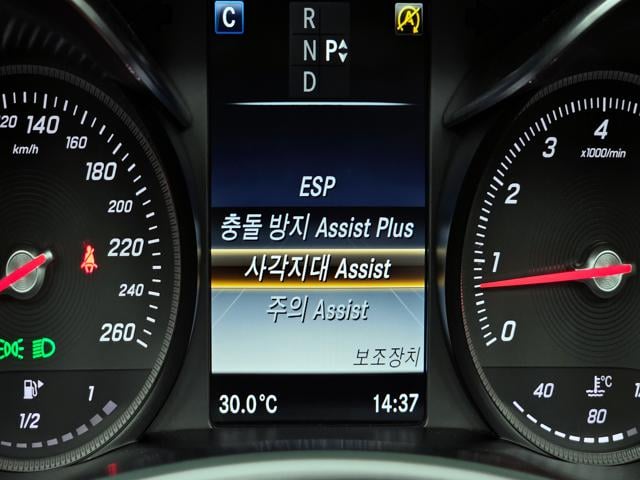 C
R
N P
D
A
ESP
충돌 방지 Assist Plus
사각지대 Assist
주의 Assist
보조장치
30.0°C
14:37
120 140 160 180 200 220 240 260
km/h
1/2 1
0 1 2 3 4
x1000/min
40 80
°C